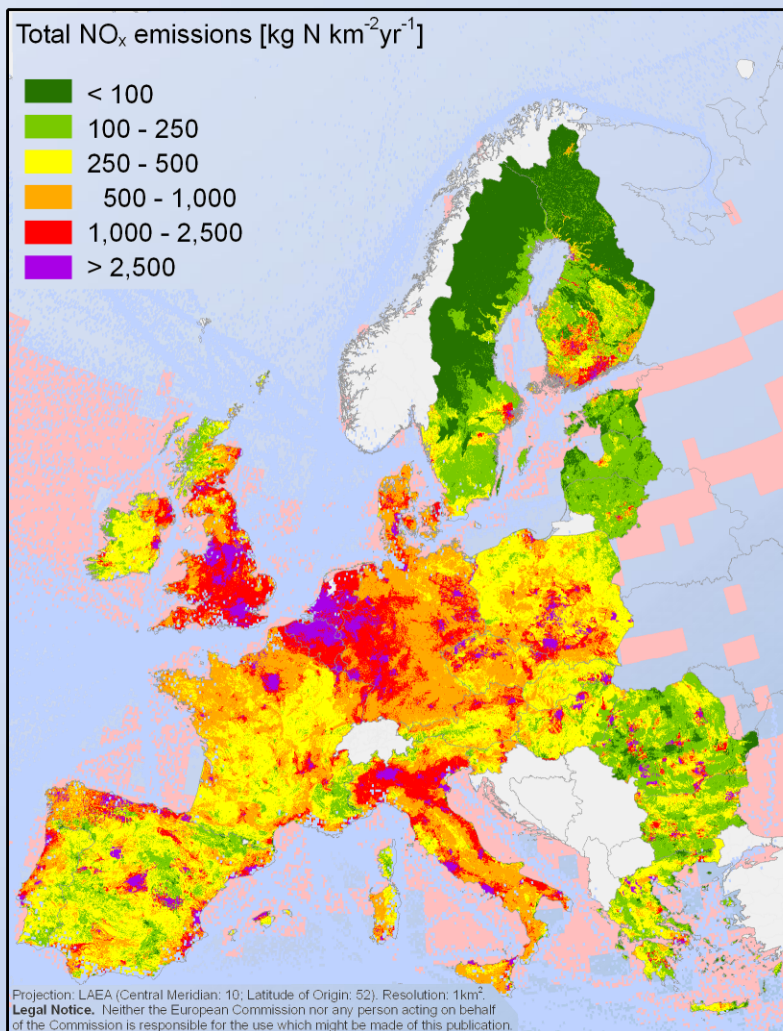 Total NOₓ emissions [kg N km⁻²yr⁻¹]
< 100
100 - 250
250 - 500
500 - 1,000
1,000 - 2,500
> 2,500
Projection: LAEA (Central Meridian: 10; Latitude of Origin: 52). Resolution: 1km².
Legal Notice. Neither the European Commission nor any person acting on behalf
of the Commission is responsible for the use which might be made of this publication.